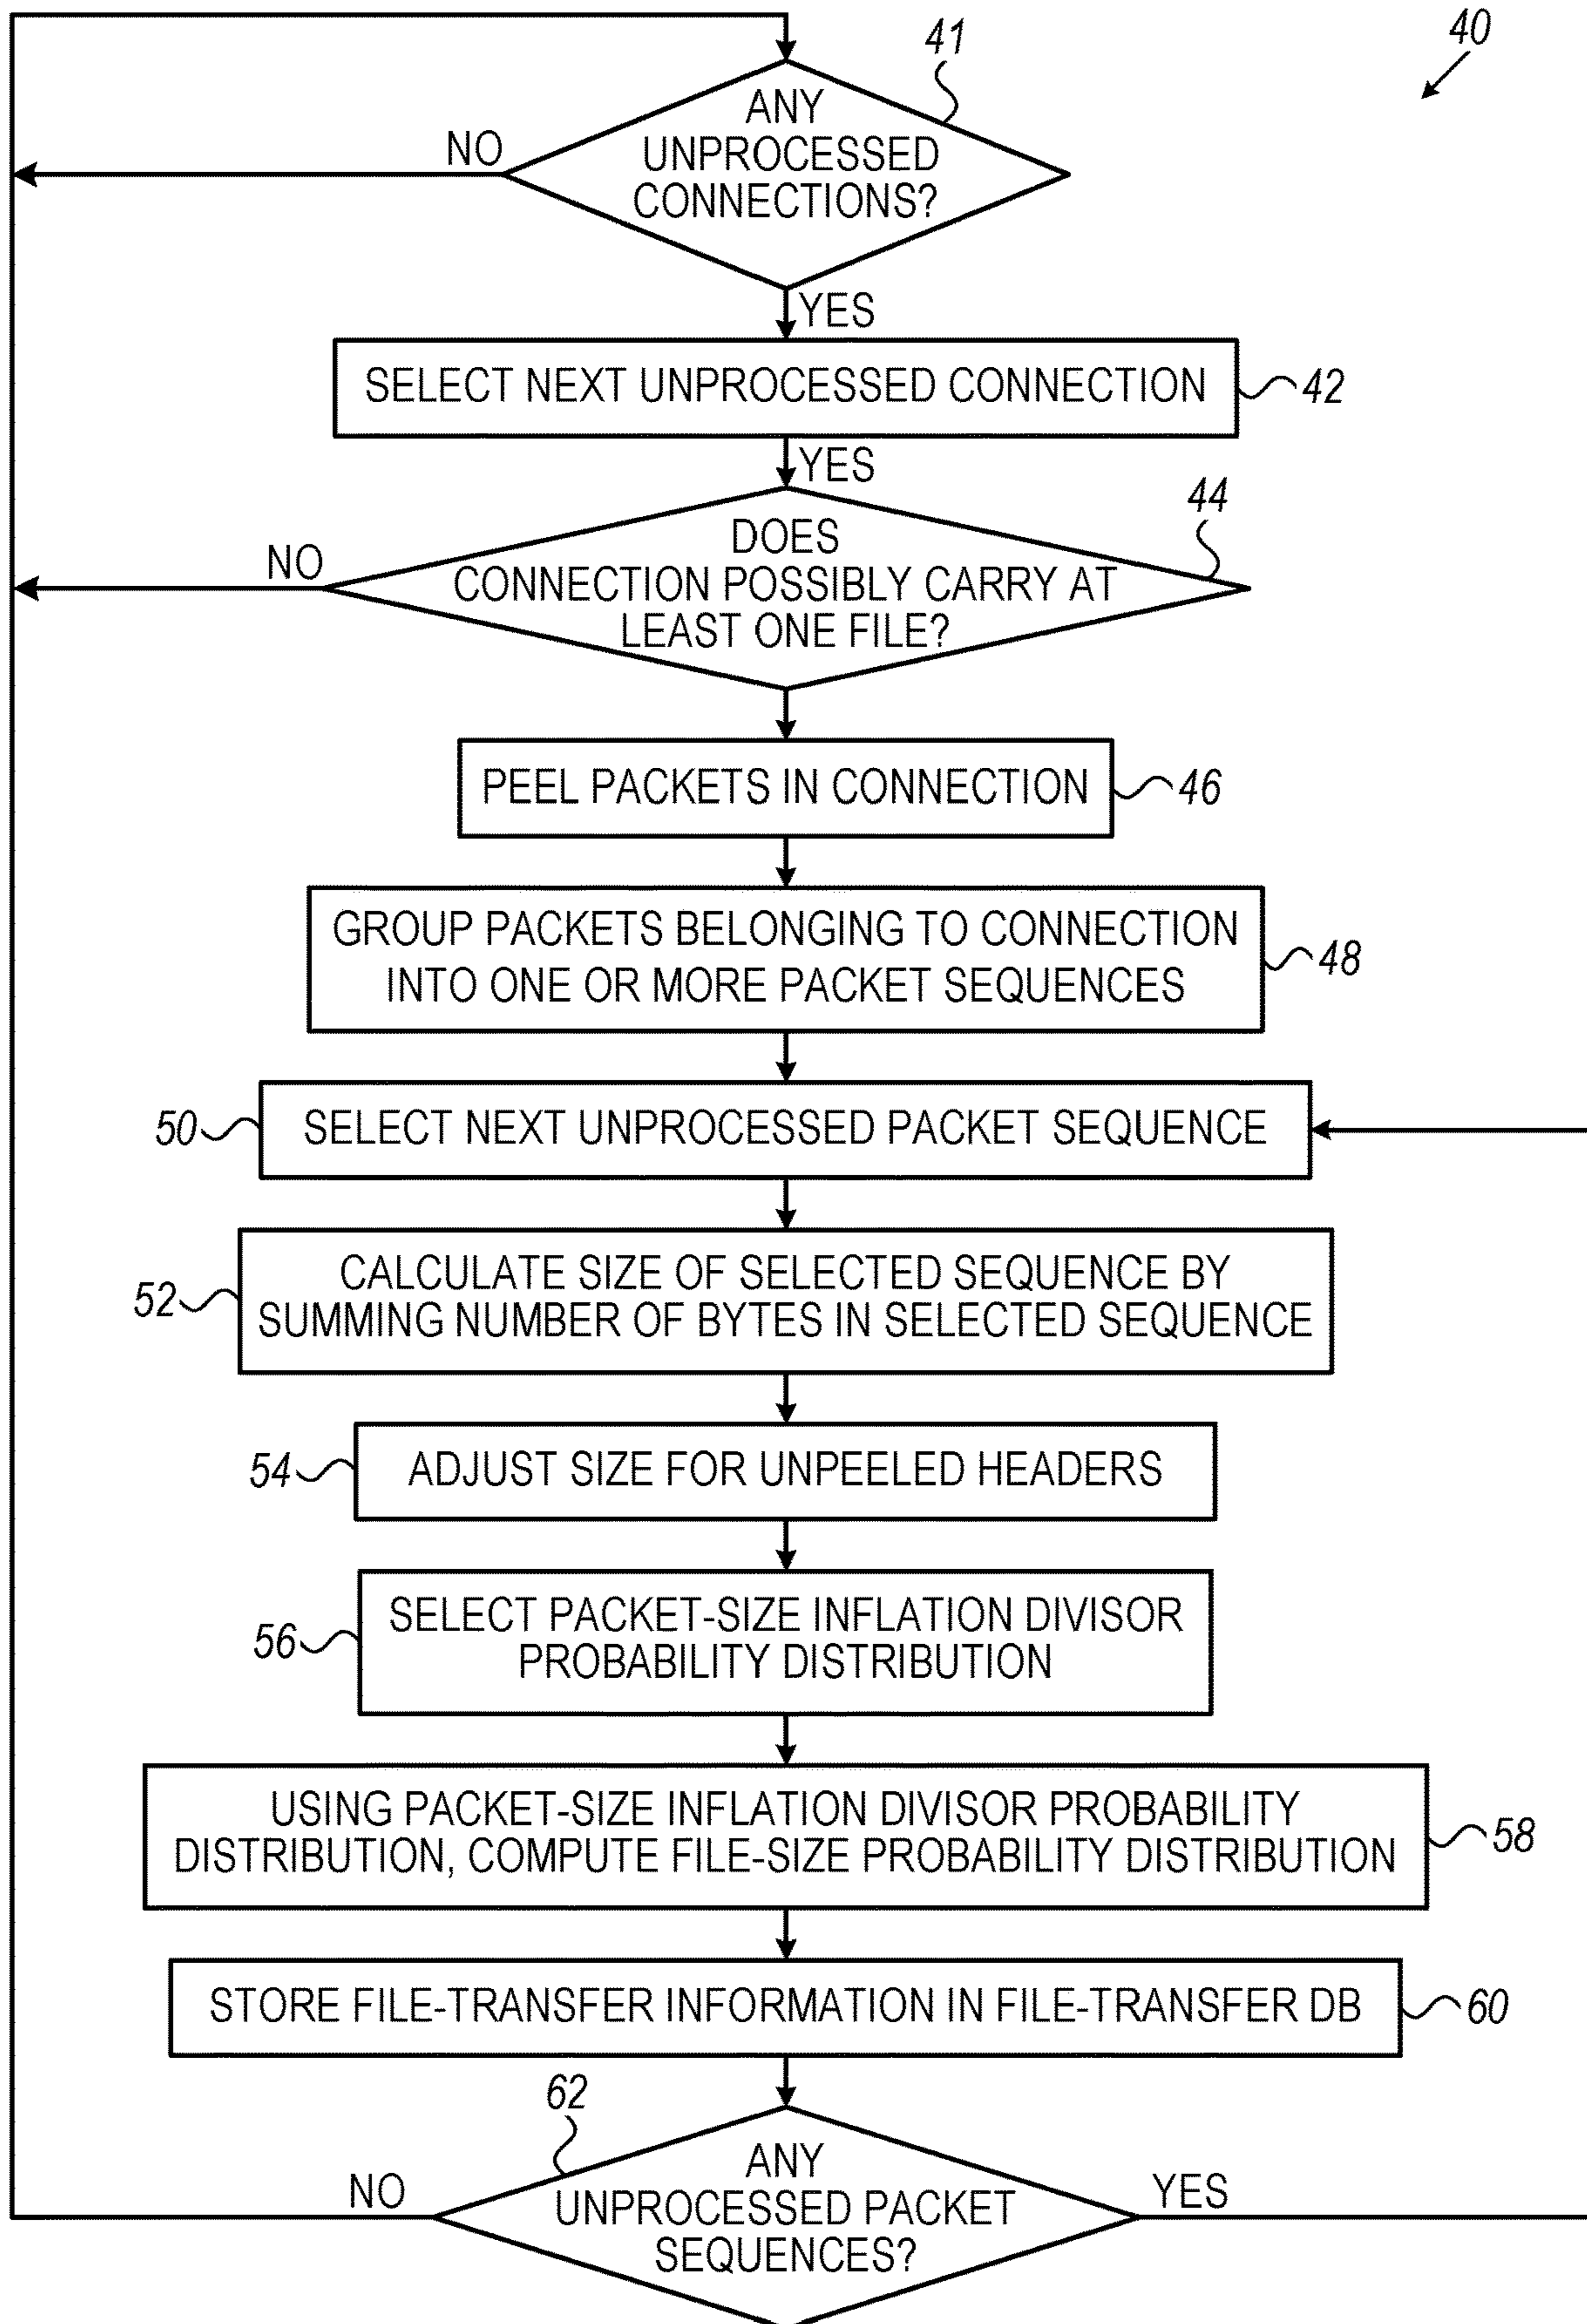 40
41
ANY
UNPROCESSED
CONNECTIONS?
NO
YES
SELECT NEXT UNPROCESSED CONNECTION
42
YES
44
DOES
CONNECTION POSSIBLY CARRY AT
LEAST ONE FILE?
NO
PEEL PACKETS IN CONNECTION
46
GROUP PACKETS BELONGING TO CONNECTION
INTO ONE OR MORE PACKET SEQUENCES
48
50
SELECT NEXT UNPROCESSED PACKET SEQUENCE
52
CALCULATE SIZE OF SELECTED SEQUENCE BY
SUMMING NUMBER OF BYTES IN SELECTED SEQUENCE
54
ADJUST SIZE FOR UNPEELED HEADERS
56
SELECT PACKET-SIZE INFLATION DIVISOR
PROBABILITY DISTRIBUTION
USING PACKET-SIZE INFLATION DIVISOR PROBABILITY
DISTRIBUTION, COMPUTE FILE-SIZE PROBABILITY DISTRIBUTION
58
STORE FILE-TRANSFER INFORMATION IN FILE-TRANSFER DB
60
62
ANY
UNPROCESSED PACKET
SEQUENCES?
NO
YES